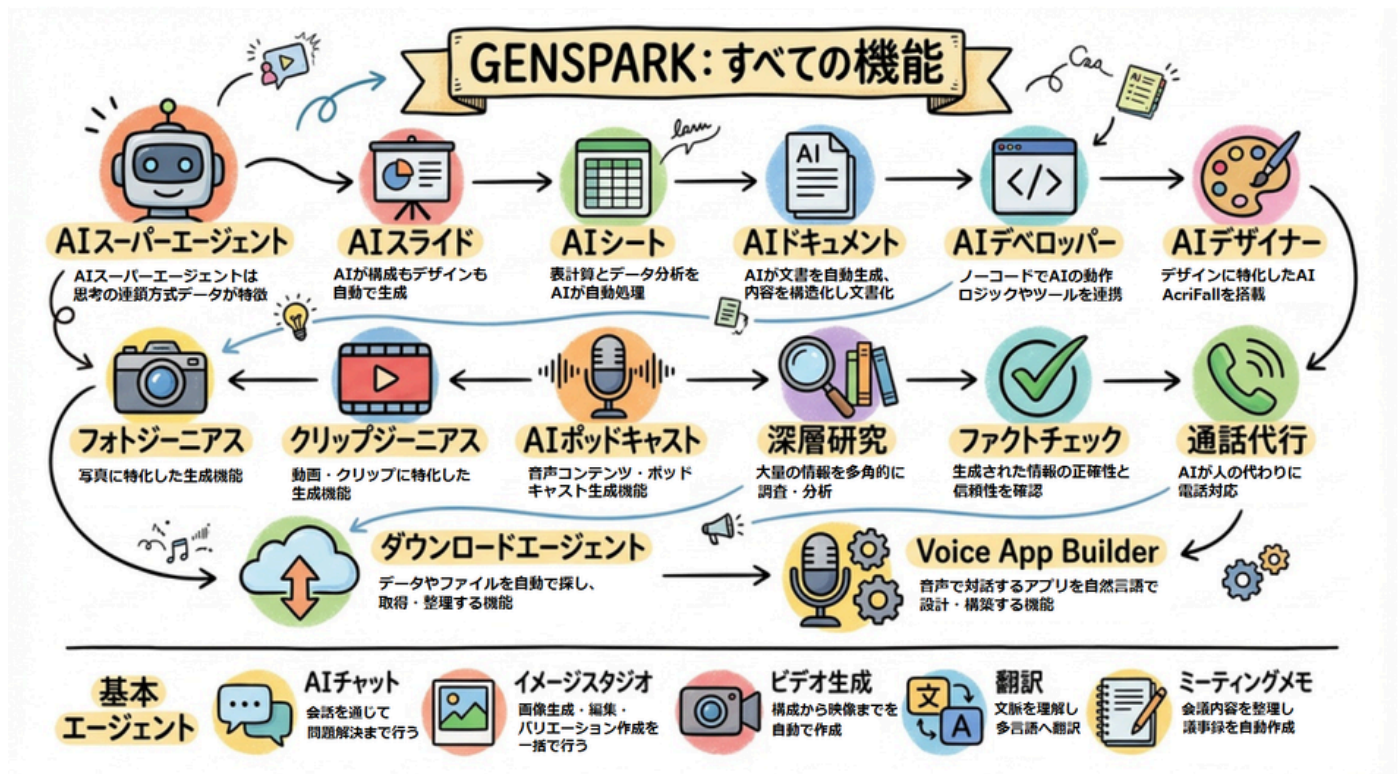 GENSPARK:すべての機能
AIスーパーエージェント
AIスーパーエージェントは
思考の連鎖方式データが特徴
AIスライド
AIが構成もデザインも
自動で生成
AIシート
表計算とデータ分析を
AIが自動処理
AIドキュメント
AIが文書を自動生成、
内容を構造化し文書化
AIデベロッパー
ノーコードでAIの動作
ロジックやツールを連携
AIデザイナー
デザインに特化したAI
AcriFallを搭載
AI
</>
AI
フォトジーニアス
写真に特化した生成機能
クリップジーニアス
動画・クリップに特化した
生成機能
AIポッドキャスト
音声コンテンツ・ポッド
キャスト生成機能
深層研究
大量の情報を多角的に
調査・分析
ファクトチェック
生成された情報の正確性と
信頼性を確認
通話代行
AIが人の代わりに
電話対応
ダウンロードエージェント
データやファイルを自動で探し、
取得・整理する機能
Voice App Builder
音声で対話するアプリを自然言語で
設計・構築する機能
基本
エージェント
AIチャット
会話を通じて
問題解決まで行う
イメージスタジオ
画像生成・編集・
バリエーション作成を
一括で行う
ビデオ生成
構成から映像までを
自動で作成
文
A
翻訳
文脈を理解し
多言語へ翻訳
ミーティングメモ
会議内容を整理し
議事録を自動作成